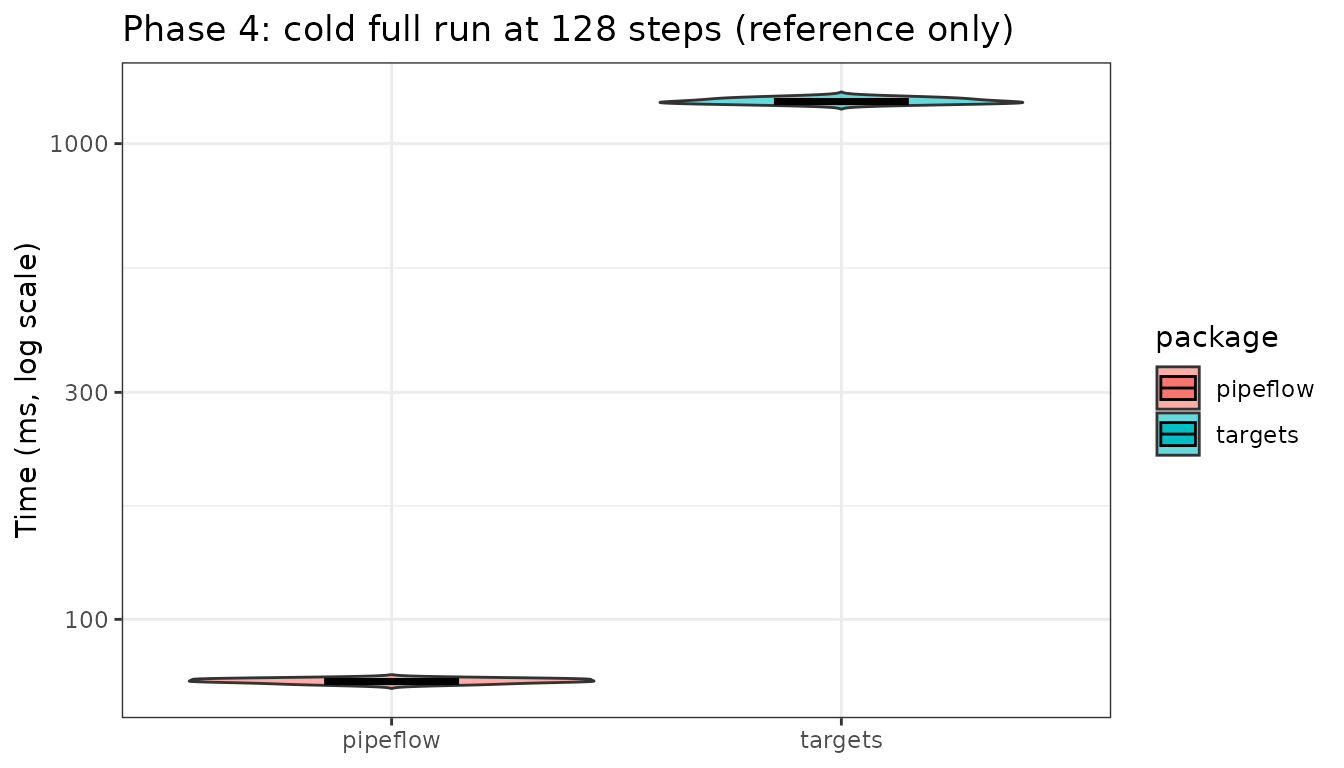 Phase 4: cold full run at 128 steps (reference only)
Time (ms, log scale)
1000
300
100
pipeflow
targets
package
pipeflow
targets